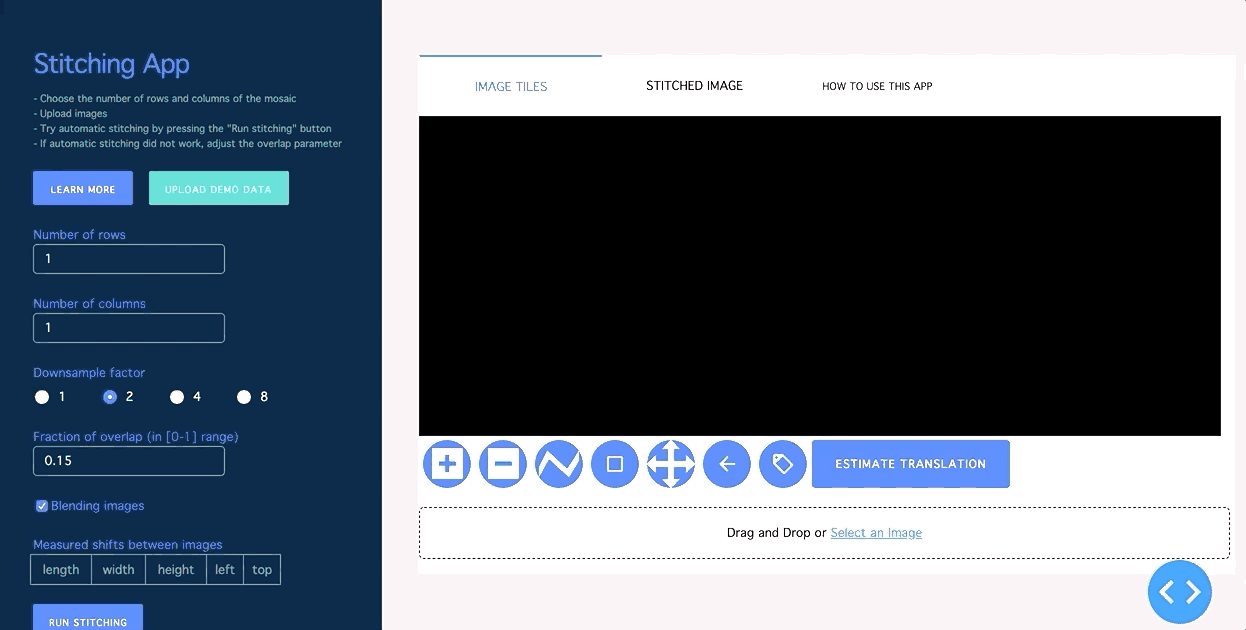 Stitching App
- Choose the number of rows and columns of the mosaic
- Upload images
- Try automatic stitching by pressing the "Run stitching" button
- If automatic stitching did not work, adjust the overlap parameter
LEARN MORE
UPLOAD DEMO DATA
Number of rows
1
Number of columns
1
Downsample factor
1 2 4 8
Fraction of overlap (in [0-1] range)
0.15
Blending images
Measured shifts between images
length width height left top
RUN STITCHING
IMAGE TILES
STITCHED IMAGE
HOW TO USE THIS APP
ESTIMATE TRANSLATION
Drag and Drop or Select an Image